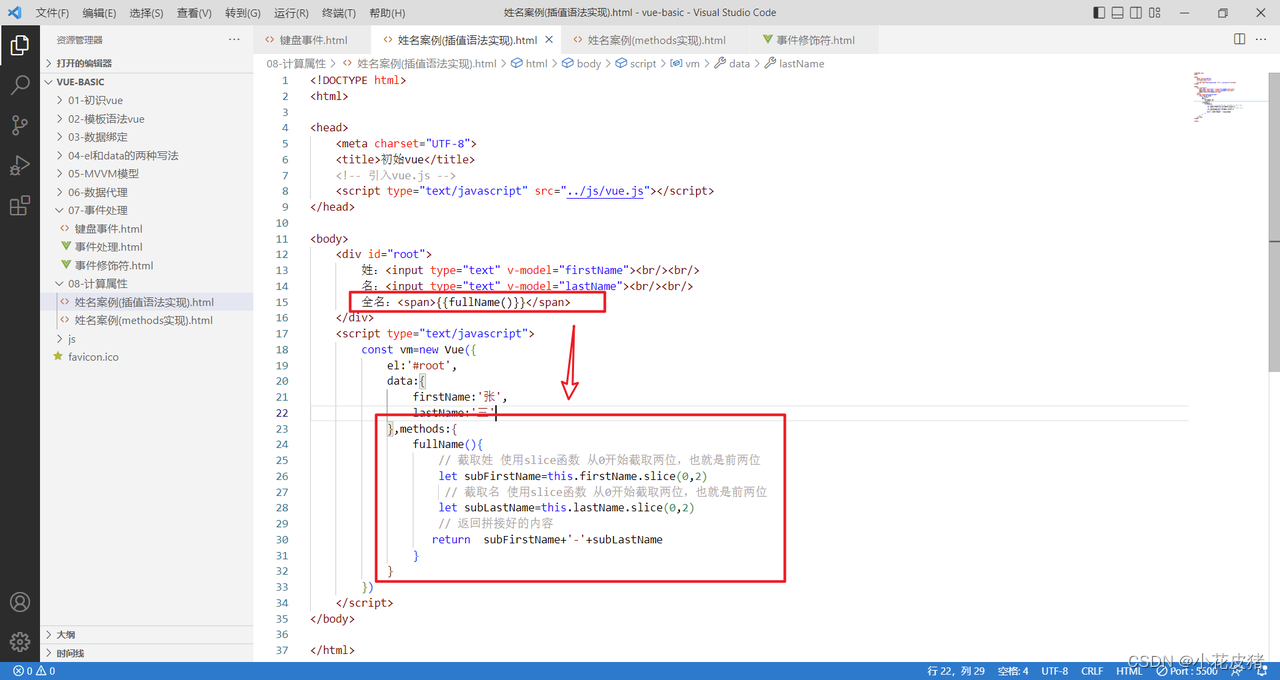 文件(F) 编辑(E) 选择(S) 查看(V) 转到(G) 运行(R) 终端(T) 帮助(H) 姓名案例(插值语法实现).html - vue-basic - Visual Studio Code
资源管理器 ···
打开的编辑器
VUE-BASIC
01-初识vue
02-模板语法vue
03-数据绑定
04-el和data的两种写法
05-MVVM模型
06-数据代理
07-事件处理
键盘事件.html
事件处理.html
事件修饰符.html
08-计算属性
姓名案例(插值语法实现).html
姓名案例(methods实现).html
js
favicon.ico
大纲
时间线
键盘事件.html 姓名案例(插值语法实现).html 姓名案例(methods实现).html 事件修饰符.html
08-计算属性 > 姓名案例(插值语法实现).html > html > body > script > vm > data > lastName
1 <!DOCTYPE html>
2 <html>
3
4 <head>
5 <meta charset="UTF-8">
6 <title>初始vue</title>
7 <!-- 引入vue.js -->
8 <script type="text/javascript" src="../js/vue.js"></script>
9 </head>
10
11 <body>
12 <div id="root">
13 姓：<input type="text" v-model="firstName"><br/><br/>
14 名：<input type="text" v-model="lastName"><br/><br/>
15 全名：<span>{{fullName()}}</span>
16 </div>
17 <script type="text/javascript">
18 const vm=new Vue({
19 el:'#root',
20 data:{
21 firstName:'张',
22 lastName:'三'
23 },methods:{
24 fullName(){
25 // 截取姓 使用slice函数 从0开始截取两位，也就是前两位
26 let subFirstName=this.firstName.slice(0,2)
27 // 截取名 使用slice函数 从0开始截取两位，也就是前两位
28 let subLastName=this.lastName.slice(0,2)
29 // 返回拼接好的内容
30 return subFirstName+'-'+subLastName
31 }
32 }
33 })
34 </script>
35 </body>
36
37 </html>
0 0 行 22，列 29 空格: 4 UTF-8 CRLF HTML Port : 5500
CSDN @小花皮猪